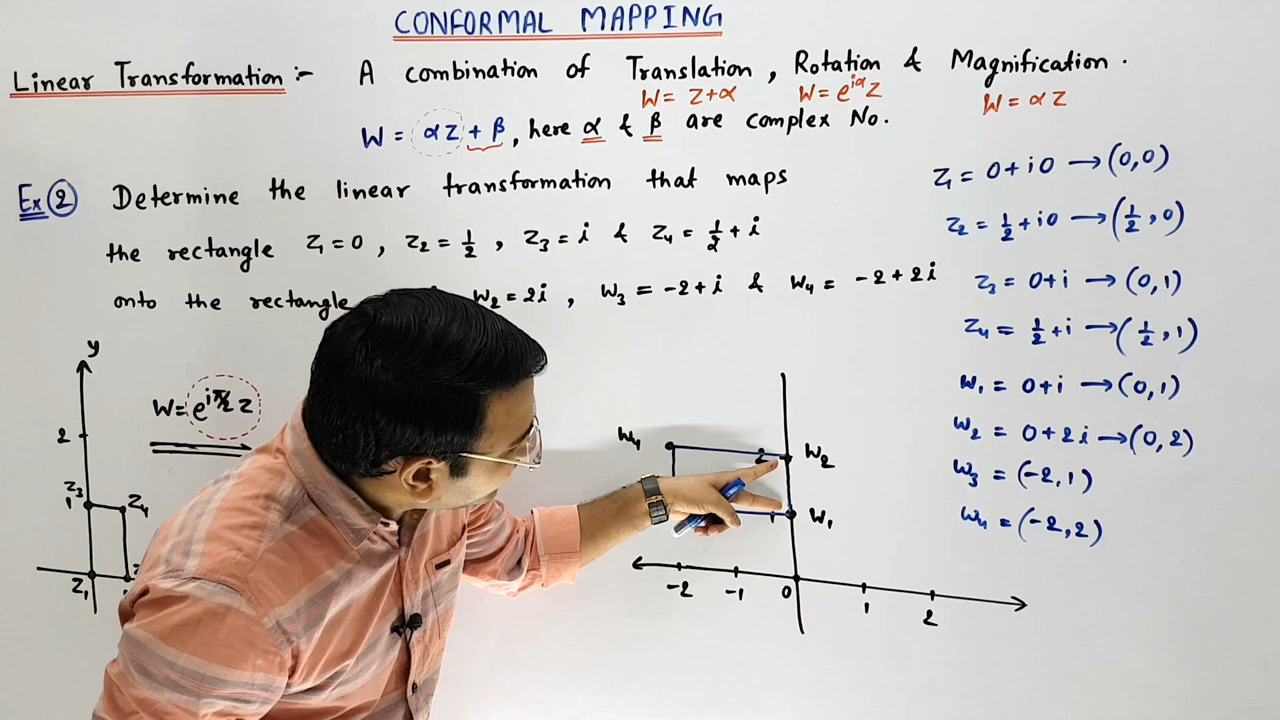 CONFORMAL MAPPING
Linear Transformation :- A combination of Translation, Rotation & Magnification.
W = Z+α W = e^{iα}Z W = αZ
W = αZ + β, here α & β are complex No.
Ex 2 Determine the linear transformation that maps
the rectangle Z₁ = 0, Z₂ = 1/2, Z₃ = i & Z₄ = 1/2 + i
onto the rectangle W₂ = 2i, W₃ = -2+i & W₄ = -2+2i
Z₁ = 0+i0 → (0,0)
Z₂ = 1/2+i0 → (1/2, 0)
Z₃ = 0+i → (0,1)
Z₄ = 1/2+i → (1/2, 1)
W₁ = 0+i → (0,1)
W₂ = 0+2i → (0,2)
W₃ = (-2,1)
W₄ = (-2,2)
y
2
1
Z₃
Z₄
Z₁
W = e^{iπ/2} Z
W₄
2
W₂
1
W₁
-2 -1 0 1 2